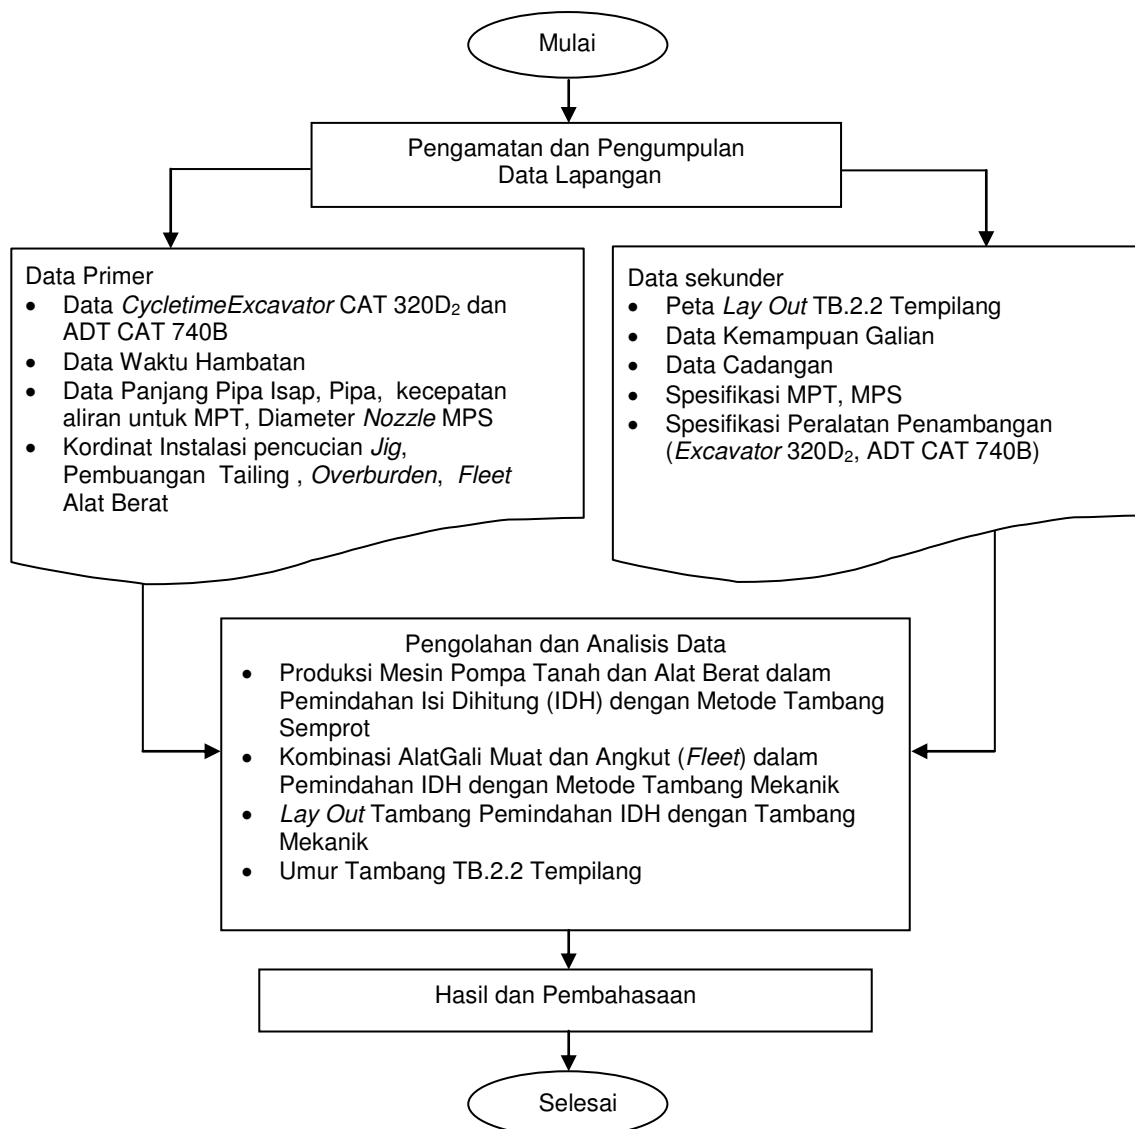 Mulai
Pengamatan dan Pengumpulan
Data Lapangan
Data Primer
• Data CycletimeExcavator CAT 320D₂ dan
ADT CAT 740B
• Data Waktu Hambatan
• Data Panjang Pipa Isap, Pipa, kecepatan
aliran untuk MPT, Diameter Nozzle MPS
• Kordinat Instalasi pencucian Jig,
Pembuangan Tailing , Overburden, Fleet
Alat Berat
Data sekunder
• Peta Lay Out TB.2.2 Tempilang
• Data Kemampuan Galian
• Data Cadangan
• Spesifikasi MPT, MPS
• Spesifikasi Peralatan Penambangan
(Excavator 320D₂, ADT CAT 740B)
Pengolahan dan Analisis Data
• Produksi Mesin Pompa Tanah dan Alat Berat dalam
Pemindahan Isi Dihitung (IDH) dengan Metode Tambang
Semprot
• Kombinasi AlatGali Muat dan Angkut (Fleet) dalam
Pemindahan IDH dengan Metode Tambang Mekanik
• Lay Out Tambang Pemindahan IDH dengan Tambang
Mekanik
• Umur Tambang TB.2.2 Tempilang
Hasil dan Pembahasaan
Selesai